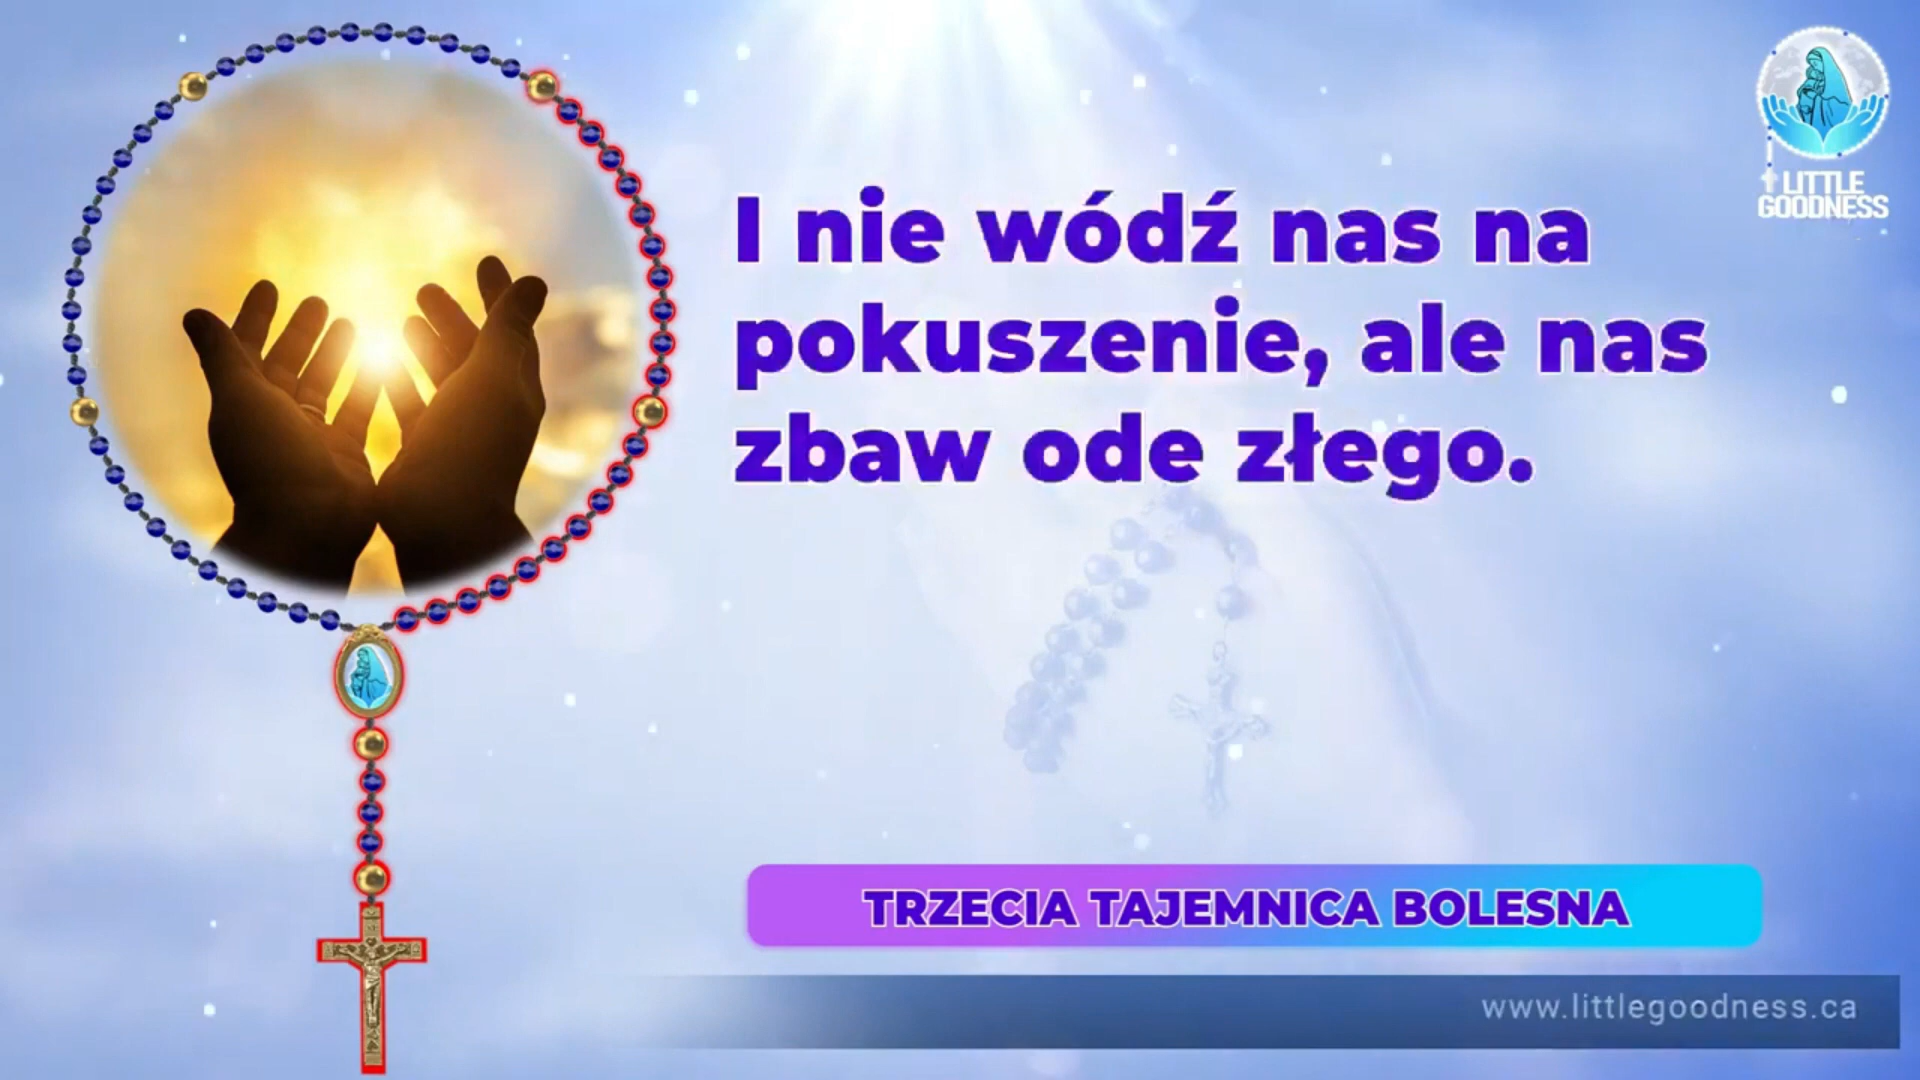 I nie wódź nas na
pokuszenie, ale nas
zbaw ode złego.
LITTLE
GOODNESS
TRZECIA TAJEMNICA BOLESNA
www.littlegoodness.ca